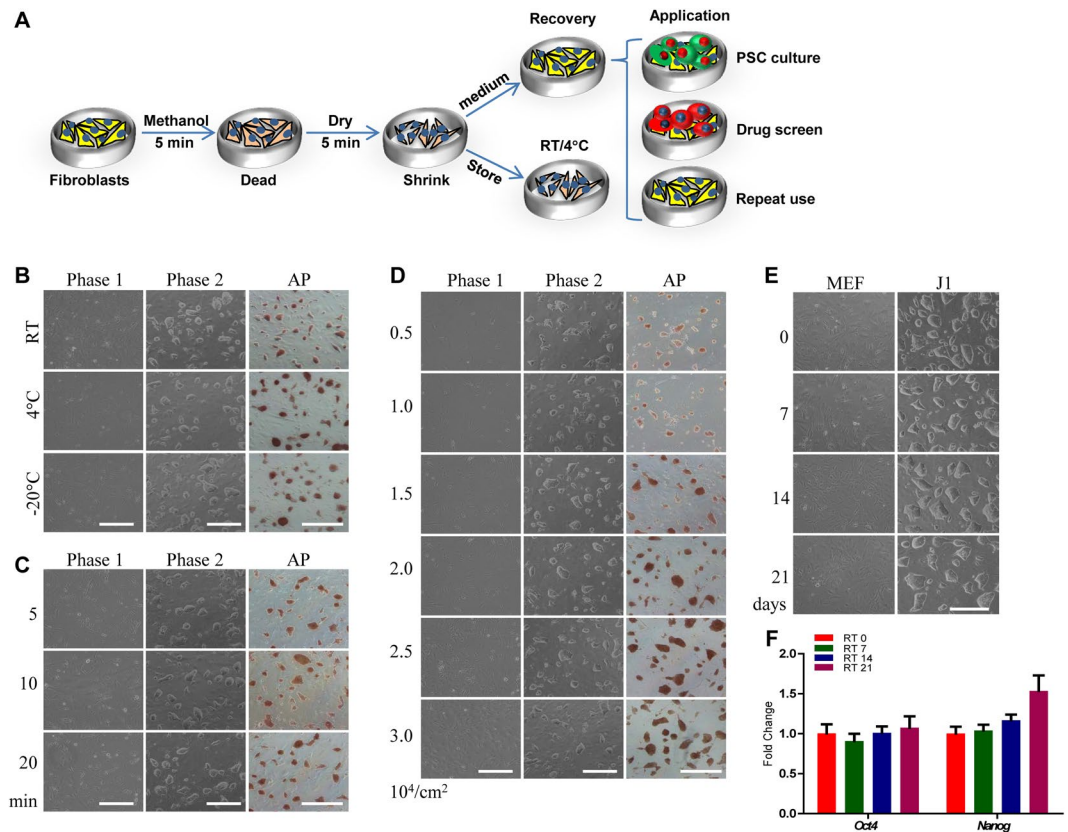 A
Recovery
Application
Methanol
5 min
Dry
5 min
medium
Store
RT/4°C
Fibroblasts
Dead
Shrink
PSC culture
Drug screen
Repeat use
B
Phase 1 Phase 2 AP
RT
4°C
-20°C
C
Phase 1 Phase 2 AP
5
10
20
min
D
Phase 1 Phase 2 AP
0.5
1.0
1.5
2.0
2.5
3.0
10⁴/cm²
E
MEF J1
0
7
14
21
days
F
RT 0
RT 7
RT 14
RT 21
Fold Change
2.0
1.5
1.0
0.5
0.0
Oct4 Nanog